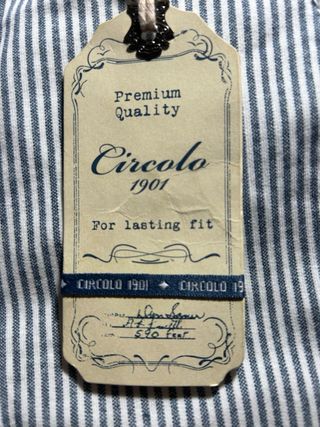 Premium
Quality
Circolo
1901
For lasting fit
CIRCOLO 1901 CIRCOLO 19